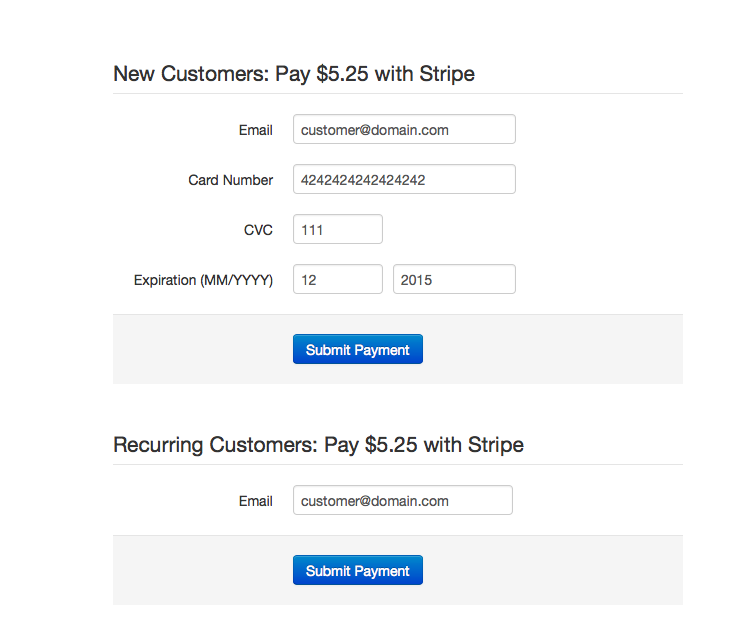 New Customers: Pay $5.25 with Stripe
Email customer@domain.com
Card Number 4242424242424242
CVC 111
Expiration (MM/YYYY) 12 2015
Submit Payment
Recurring Customers: Pay $5.25 with Stripe
Email customer@domain.com
Submit Payment